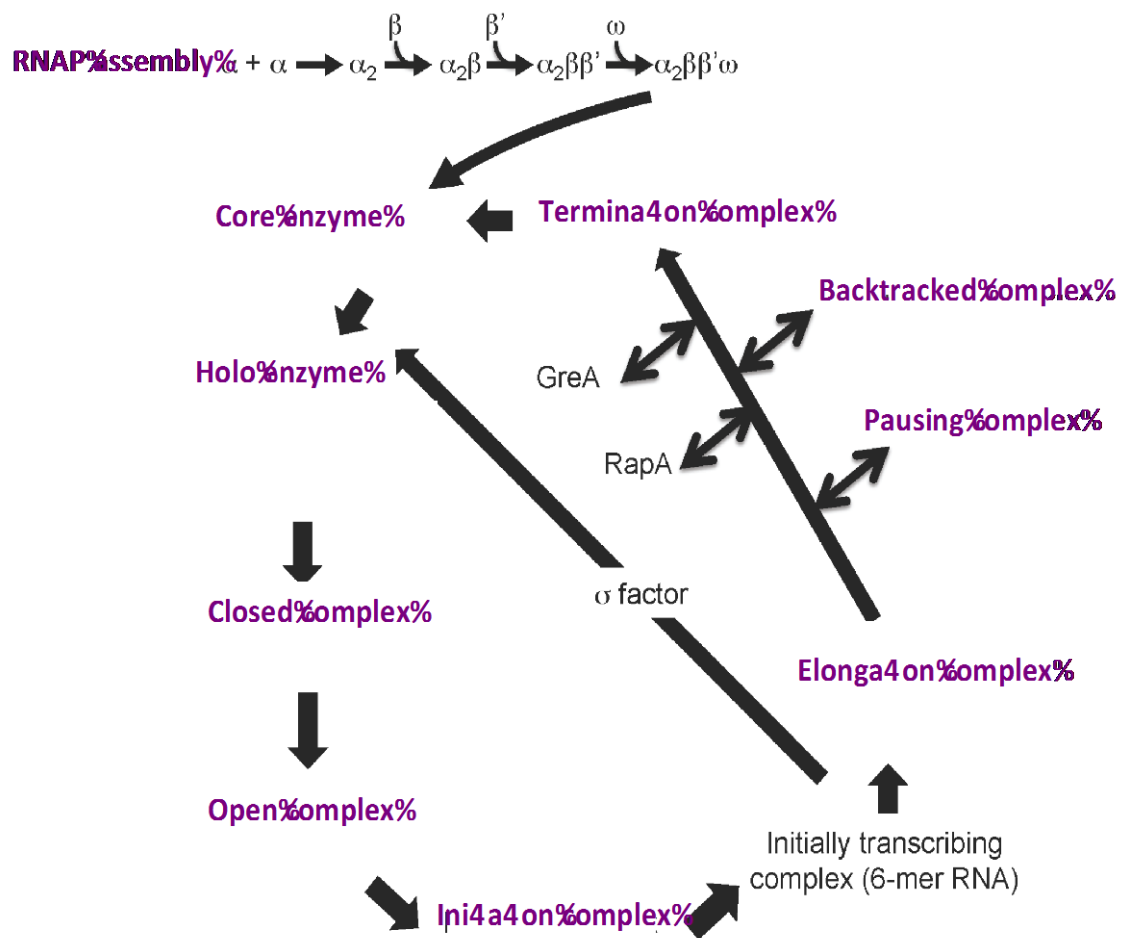 β β' ω
RNAP%assembly% α + α α₂ α₂β α₂ββ' α₂ββ'ω
Core%enzyme%
Termina4on%complex%
Backtracked%complex%
Holo%enzyme%
GreA
Pausing%complex%
RapA
σ factor
Closed%complex%
Elonga4on%complex%
Open%complex%
Initially transcribing
complex (6-mer RNA)
Ini4a4on%complex%